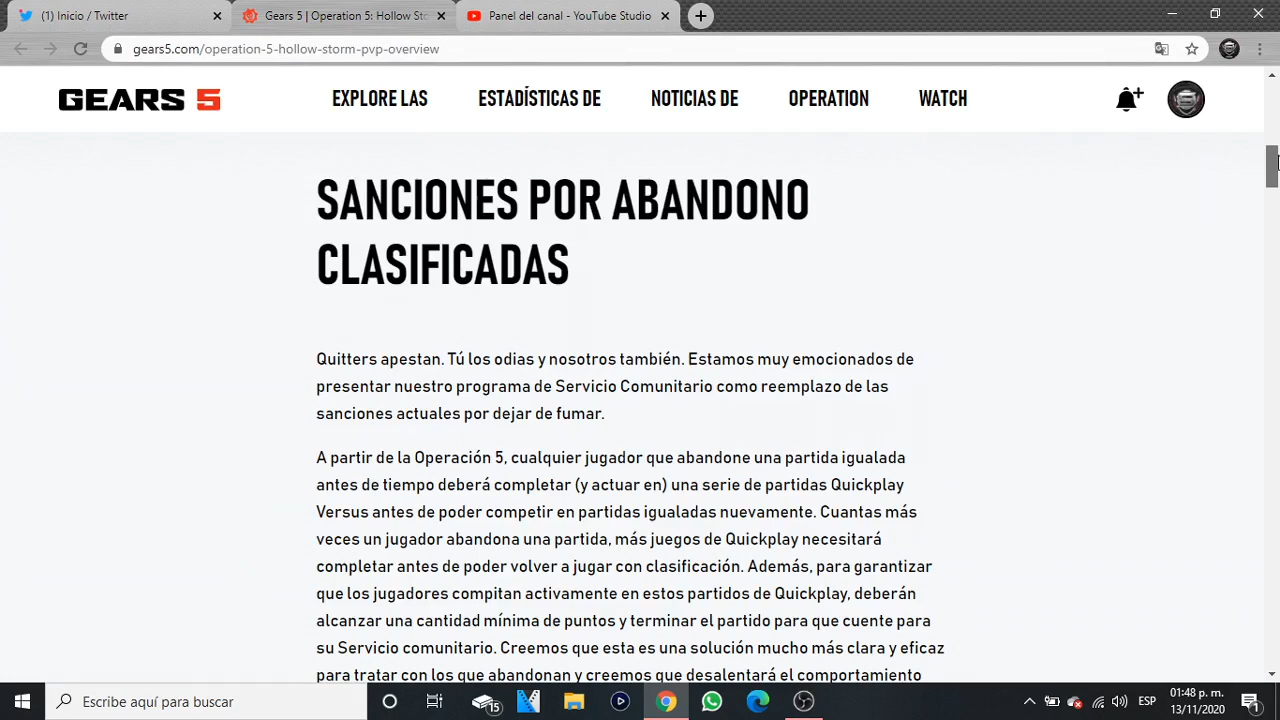 (1) Inicio / Twitter
Gears 5 | Operation 5: Hollow Sto
Panel del canal - YouTube Studio
gears5.com/operation-5-hollow-storm-pvp-overview
GEARS 5
EXPLORE LAS
ESTADÍSTICAS DE
NOTICIAS DE
OPERATION
WATCH
SANCIONES POR ABANDONO
CLASIFICADAS
Quitters apestan. Tú los odias y nosotros también. Estamos muy emocionados de
presentar nuestro programa de Servicio Comunitario como reemplazo de las
sanciones actuales por dejar de fumar.
A partir de la Operación 5, cualquier jugador que abandone una partida igualada
antes de tiempo deberá completar (y actuar en) una serie de partidas Quickplay
Versus antes de poder competir en partidas igualadas nuevamente. Cuantas más
veces un jugador abandona una partida, más juegos de Quickplay necesitará
completar antes de poder volver a jugar con clasificación. Además, para garantizar
que los jugadores compitan activamente en estos partidos de Quickplay, deberán
alcanzar una cantidad mínima de puntos y terminar el partido para que cuente para
su Servicio comunitario. Creemos que esta es una solución mucho más clara y eficaz
para tratar con los que abandonan y creemos que desalentará el comportamiento
Escribe aquí para buscar
15
ESP
01:48 p. m.
13/11/2020
1